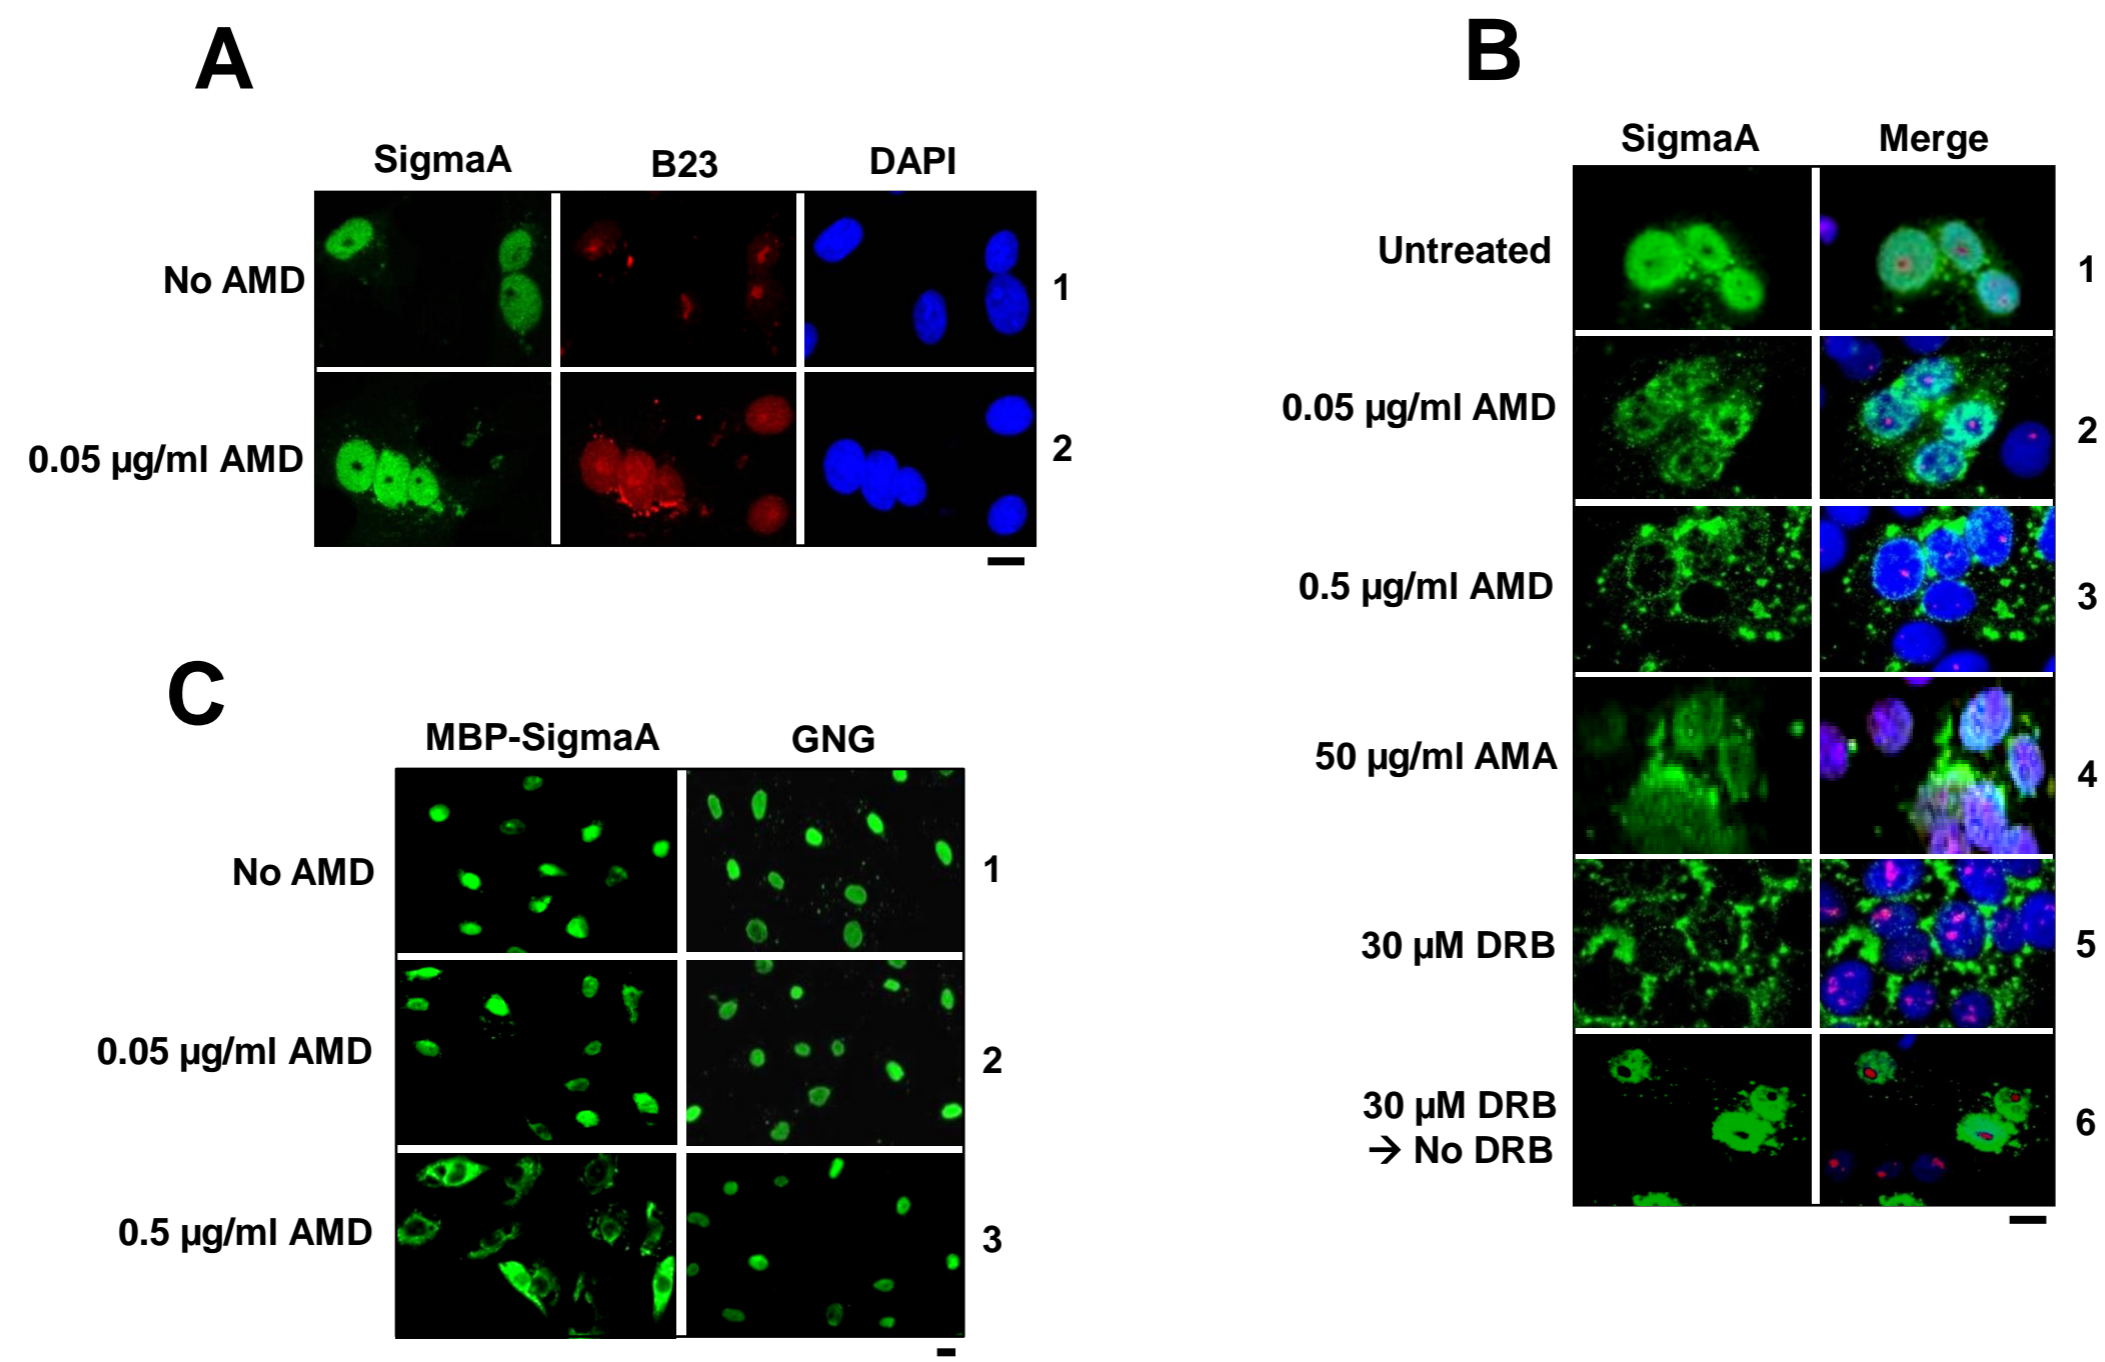 A
SigmaA B23 DAPI
No AMD 1
0.05 µg/ml AMD 2
B
SigmaA Merge
Untreated 1
0.05 µg/ml AMD 2
0.5 µg/ml AMD 3
50 µg/ml AMA 4
30 µM DRB 5
30 µM DRB
→ No DRB 6
C
MBP-SigmaA GNG
No AMD 1
0.05 µg/ml AMD 2
0.5 µg/ml AMD 3